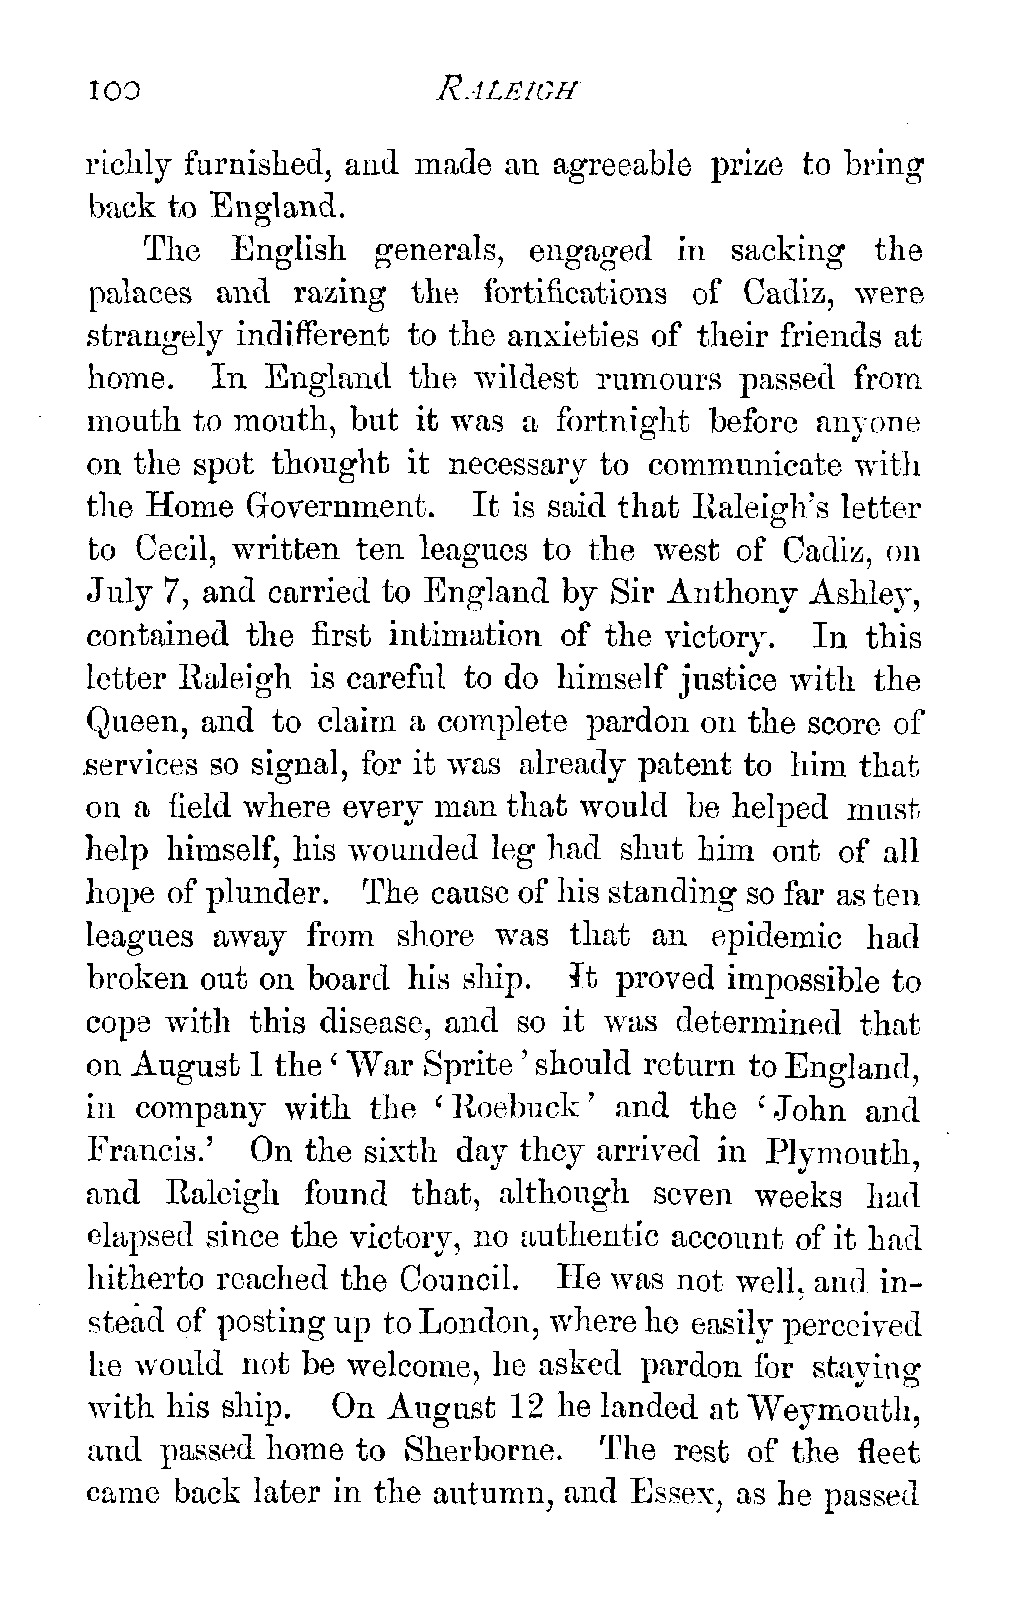 100 RALEIGH
richly furnished, and made an agreeable prize to bring
back to England.
The English generals, engaged in sacking the
palaces and razing the fortifications of Cadiz, were
strangely indifferent to the anxieties of their friends at
home. In England the wildest rumours passed from
mouth to mouth, but it was a fortnight before anyone
on the spot thought it necessary to communicate with
the Home Government. It is said that Raleigh's letter
to Cecil, written ten leagues to the west of Cadiz, on
July 7, and carried to England by Sir Anthony Ashley,
contained the first intimation of the victory. In this
letter Raleigh is careful to do himself justice with the
Queen, and to claim a complete pardon on the score of
services so signal, for it was already patent to him that
on a field where every man that would be helped must
help himself, his wounded leg had shut him out of all
hope of plunder. The cause of his standing so far as ten
leagues away from shore was that an epidemic had
broken out on board his ship. It proved impossible to
cope with this disease, and so it was determined that
on August 1 the ‘War Sprite’ should return to England,
in company with the ‘Roebuck’ and the ‘John and
Francis.’ On the sixth day they arrived in Plymouth,
and Raleigh found that, although seven weeks had
elapsed since the victory, no authentic account of it had
hitherto reached the Council. He was not well, and in-
stead of posting up to London, where he easily perceived
he would not be welcome, he asked pardon for staying
with his ship. On August 12 he landed at Weymouth,
and passed home to Sherborne. The rest of the fleet
came back later in the autumn, and Essex, as he passed